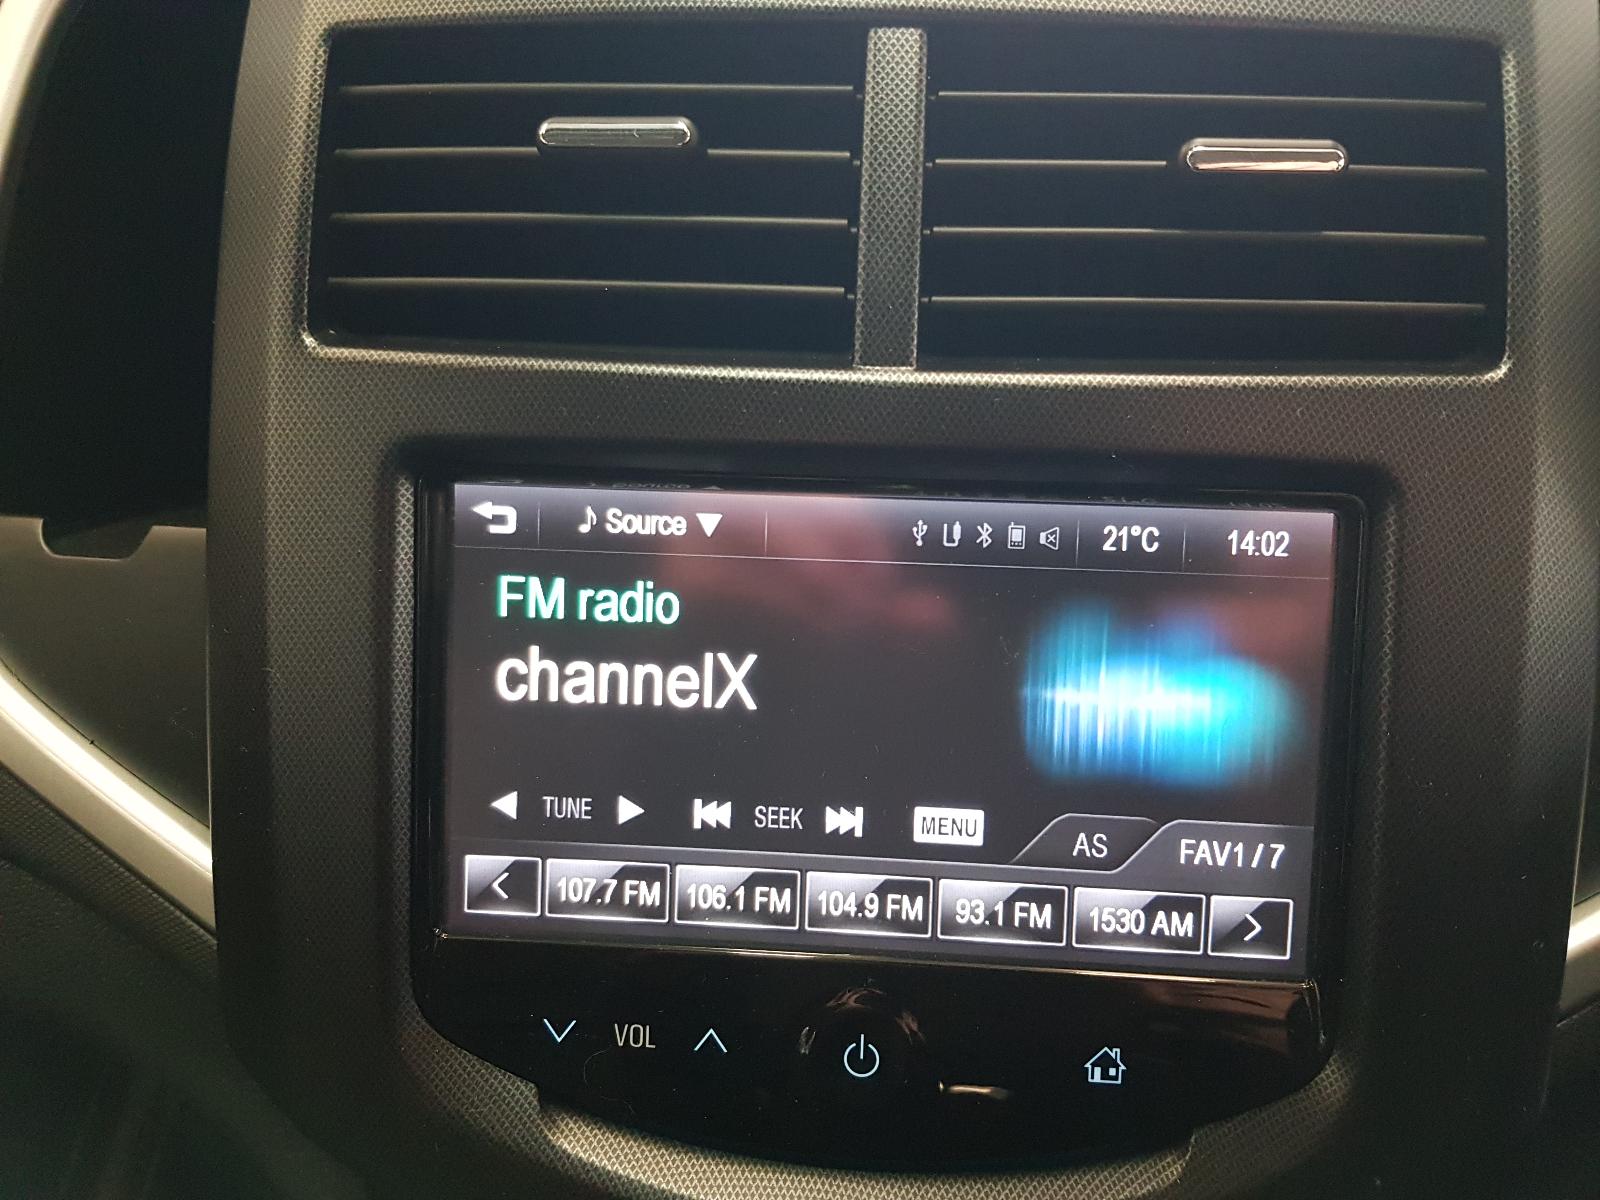 Source 21°C 14:02
FM radio
channelX
TUNE SEEK MENU AS FAV1/7
107.7 FM 106.1 FM 104.9 FM 93.1 FM 1530 AM
VOL